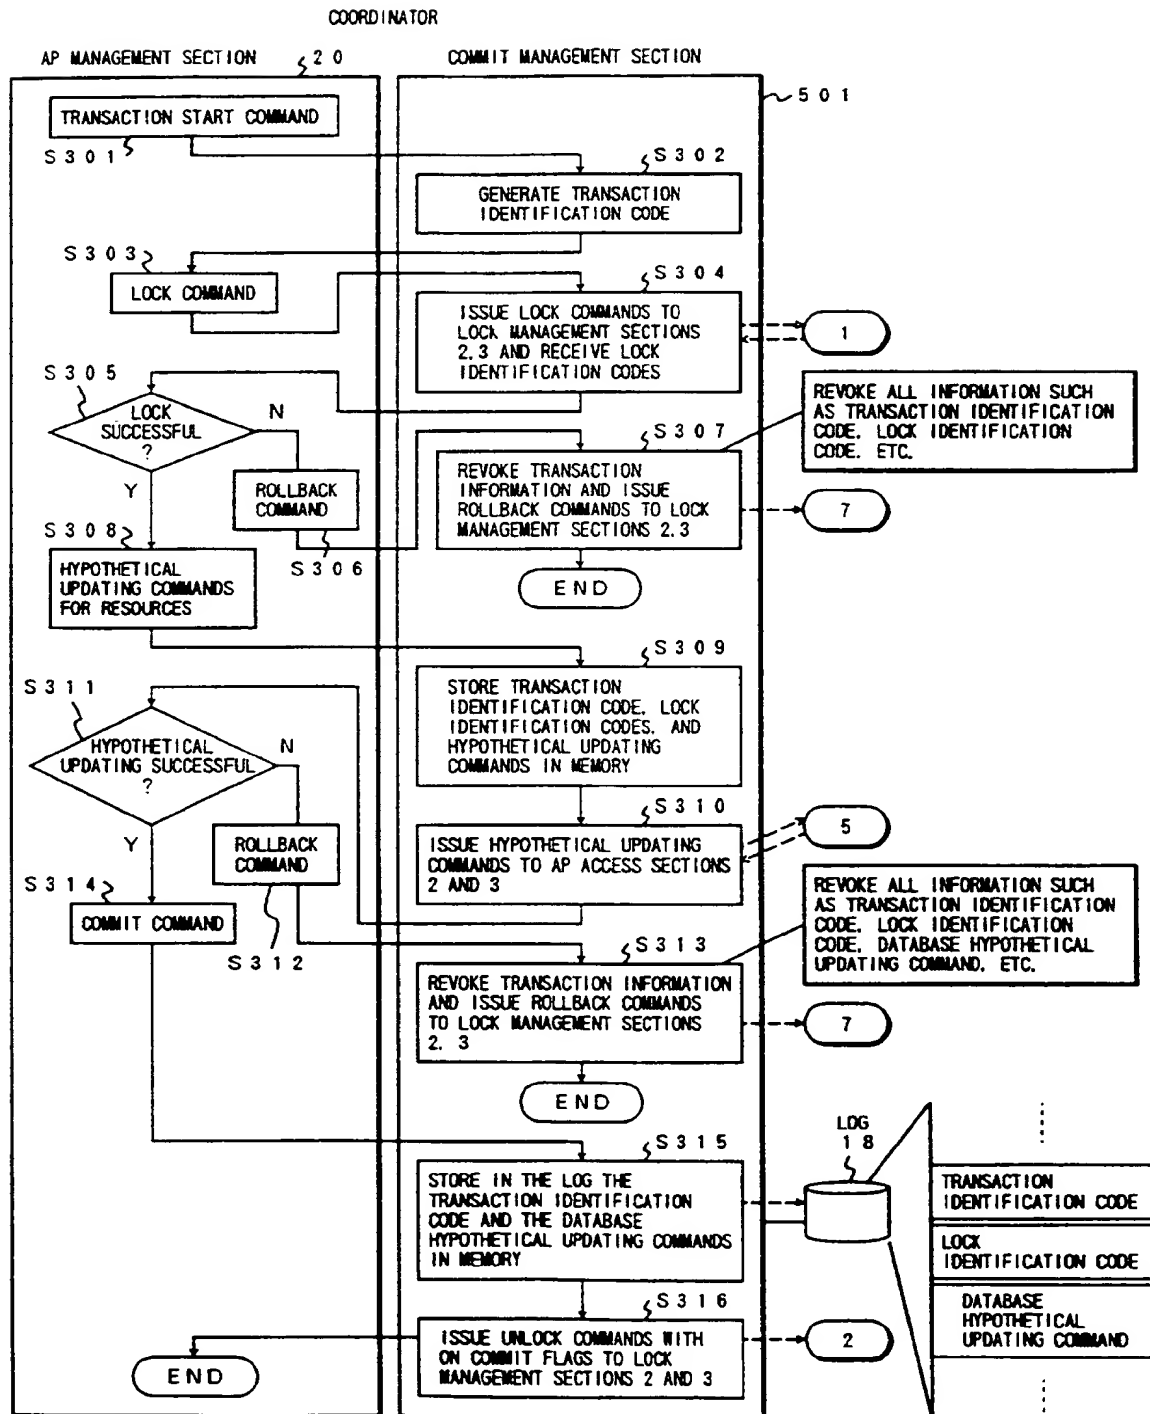 COORDINATOR
AP MANAGEMENT SECTION
20
COMMIT MANAGEMENT SECTION
501
TRANSACTION START COMMAND
S301
S302
GENERATE TRANSACTION
IDENTIFICATION CODE
S303
LOCK COMMAND
S304
ISSUE LOCK COMMANDS TO
LOCK MANAGEMENT SECTIONS
2.3 AND RECEIVE LOCK
IDENTIFICATION CODES
1
S305
LOCK
SUCCESSFUL
?
N
Y
ROLLBACK
COMMAND
S306
S307
REVOKE TRANSACTION
INFORMATION AND ISSUE
ROLLBACK COMMANDS TO LOCK
MANAGEMENT SECTIONS 2.3
REVOKE ALL INFORMATION SUCH
AS TRANSACTION IDENTIFICATION
CODE. LOCK IDENTIFICATION
CODE. ETC.
7
END
S308
HYPOTHETICAL
UPDATING COMMANDS
FOR RESOURCES
S309
STORE TRANSACTION
IDENTIFICATION CODE. LOCK
IDENTIFICATION CODES. AND
HYPOTHETICAL UPDATING
COMMANDS IN MEMORY
S310
ISSUE HYPOTHETICAL UPDATING
COMMANDS TO AP ACCESS SECTIONS
2 AND 3
5
S311
HYPOTHETICAL
UPDATING SUCCESSFUL
?
N
Y
ROLLBACK
COMMAND
S312
S313
REVOKE TRANSACTION INFORMATION
AND ISSUE ROLLBACK COMMANDS
TO LOCK MANAGEMENT SECTIONS
2. 3
REVOKE ALL INFORMATION SUCH
AS TRANSACTION IDENTIFICATION
CODE. LOCK IDENTIFICATION
CODE. DATABASE HYPOTHETICAL
UPDATING COMMAND. ETC.
7
END
S314
COMMIT COMMAND
S315
STORE IN THE LOG THE
TRANSACTION IDENTIFICATION
CODE AND THE DATABASE
HYPOTHETICAL UPDATING COMMANDS
IN MEMORY
LOG
18
TRANSACTION
IDENTIFICATION CODE
LOCK
IDENTIFICATION CODE
DATABASE
HYPOTHETICAL
UPDATING COMMAND
S316
ISSUE UNLOCK COMMANDS WITH
ON COMMIT FLAGS TO LOCK
MANAGEMENT SECTIONS 2 AND 3
2
END